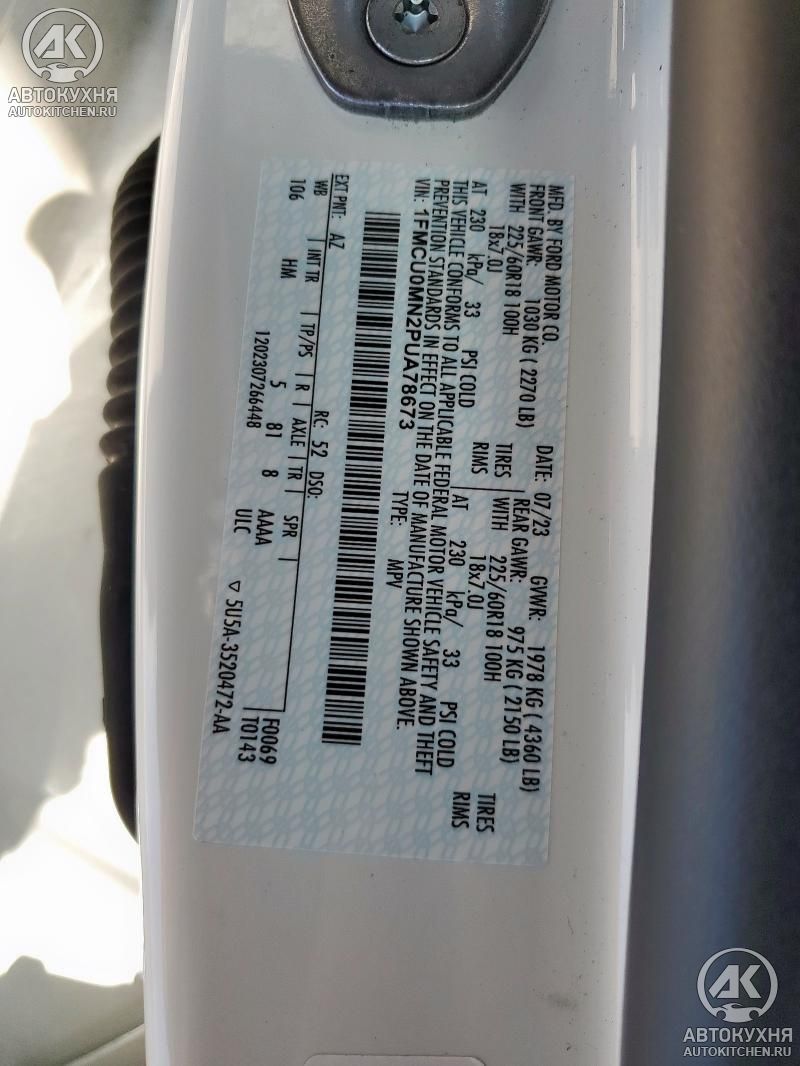 АК
АВТОКУХНЯ
AUTOKITCHEN.RU
MFD. BY FORD MOTOR CO.
DATE: 07/23 GVWR: 1978 KG ( 4360 LB)
FRONT GAWR: 1030 KG ( 2270 LB) REAR GAWR: 975 KG ( 2150 LB)
WITH 225/60R18 100H TIRES WITH 225/60R18 100H TIRES
18x7.0J RIMS 18x7.0J RIMS
AT 230 kPa/ 33 PSI COLD AT 230 kPa/ 33 PSI COLD
THIS VEHICLE CONFORMS TO ALL APPLICABLE FEDERAL MOTOR VEHICLE SAFETY AND THEFT
PREVENTION STANDARDS IN EFFECT ON THE DATE OF MANUFACTURE SHOWN ABOVE.
VIN: 1FMCU0MN2PUA78673 TYPE: MPV
EXT PNT: AZ RC: 52 DSO:
WB INT TR TP/PS R AXLE TR SPR F0069
106 HM 5 81 8 AAAA T0143
1202307266448 ULC
▽ 5U5A-3520472-AA
АК
АВТОКУХНЯ
AUTOKITCHEN.RU